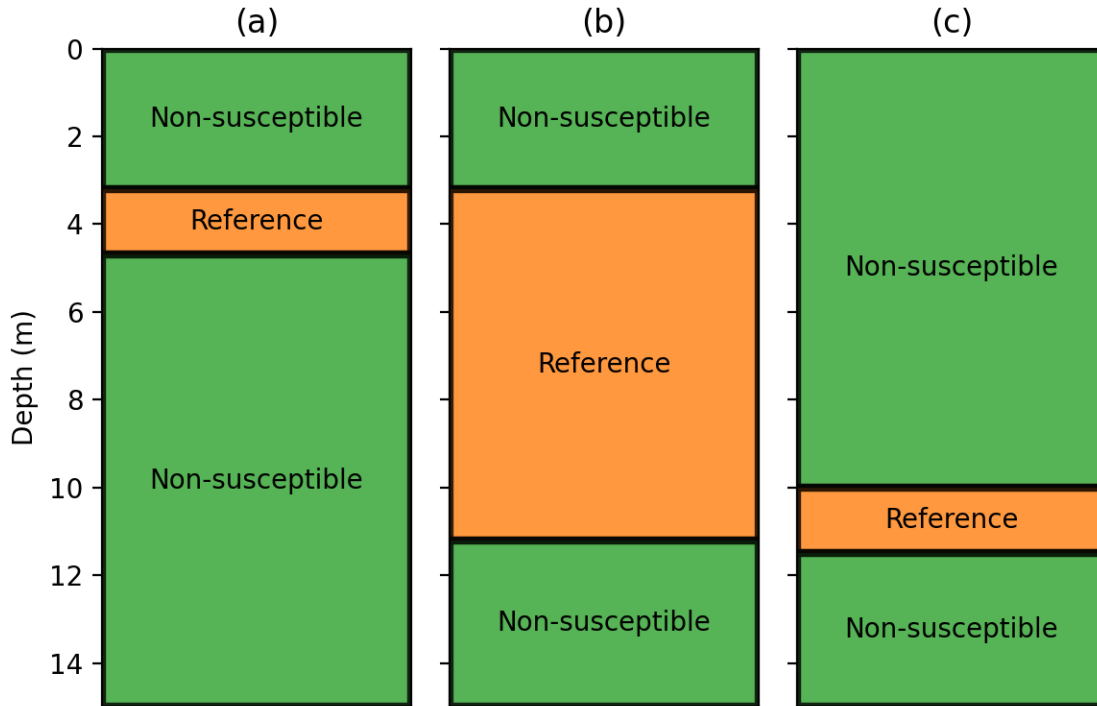 (a)
(b)
(c)
0
2
4
6
8
10
12
14
Depth (m)
Non-susceptible
Reference
Non-susceptible
Non-susceptible
Reference
Non-susceptible
Non-susceptible
Reference
Non-susceptible